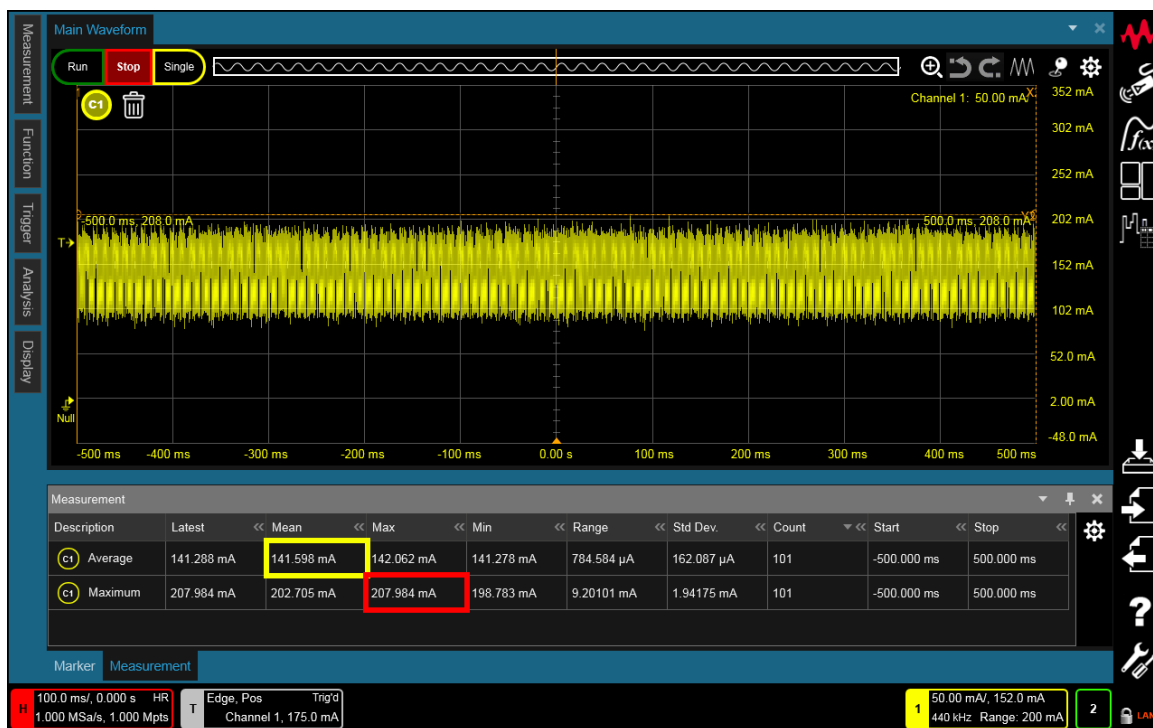 Main Waveform
Measurement
Function
Trigger
Analysis
Display
Run Stop Single
C1
Channel 1: 50.00 mA/
X
352 mA
302 mA
252 mA
202 mA
152 mA
102 mA
52.0 mA
2.00 mA
-48.0 mA
-500.0 ms, 208.0 mA
500.0 ms, 208.0 mA
T
Null
-500 ms -400 ms -300 ms -200 ms -100 ms 0.00 s 100 ms 200 ms 300 ms 400 ms 500 ms
f(x)
Measurement
Description Latest << Mean << Max << Min << Range << Std Dev. << Count << Start << Stop <<
C1 Average 141.288 mA 141.598 mA 142.062 mA 141.278 mA 784.584 µA 162.087 µA 101 -500.000 ms 500.000 ms
C1 Maximum 207.984 mA 202.705 mA 207.984 mA 198.783 mA 9.20101 mA 1.94175 mA 101 -500.000 ms 500.000 ms
?
Marker Measurement
H 100.0 ms/, 0.000 s HR
1.000 MSa/s, 1.000 Mpts
T Edge, Pos Trig'd
Channel 1, 175.0 mA
1 50.00 mA/, 152.0 mA
440 kHz Range: 200 mA
2
LAN